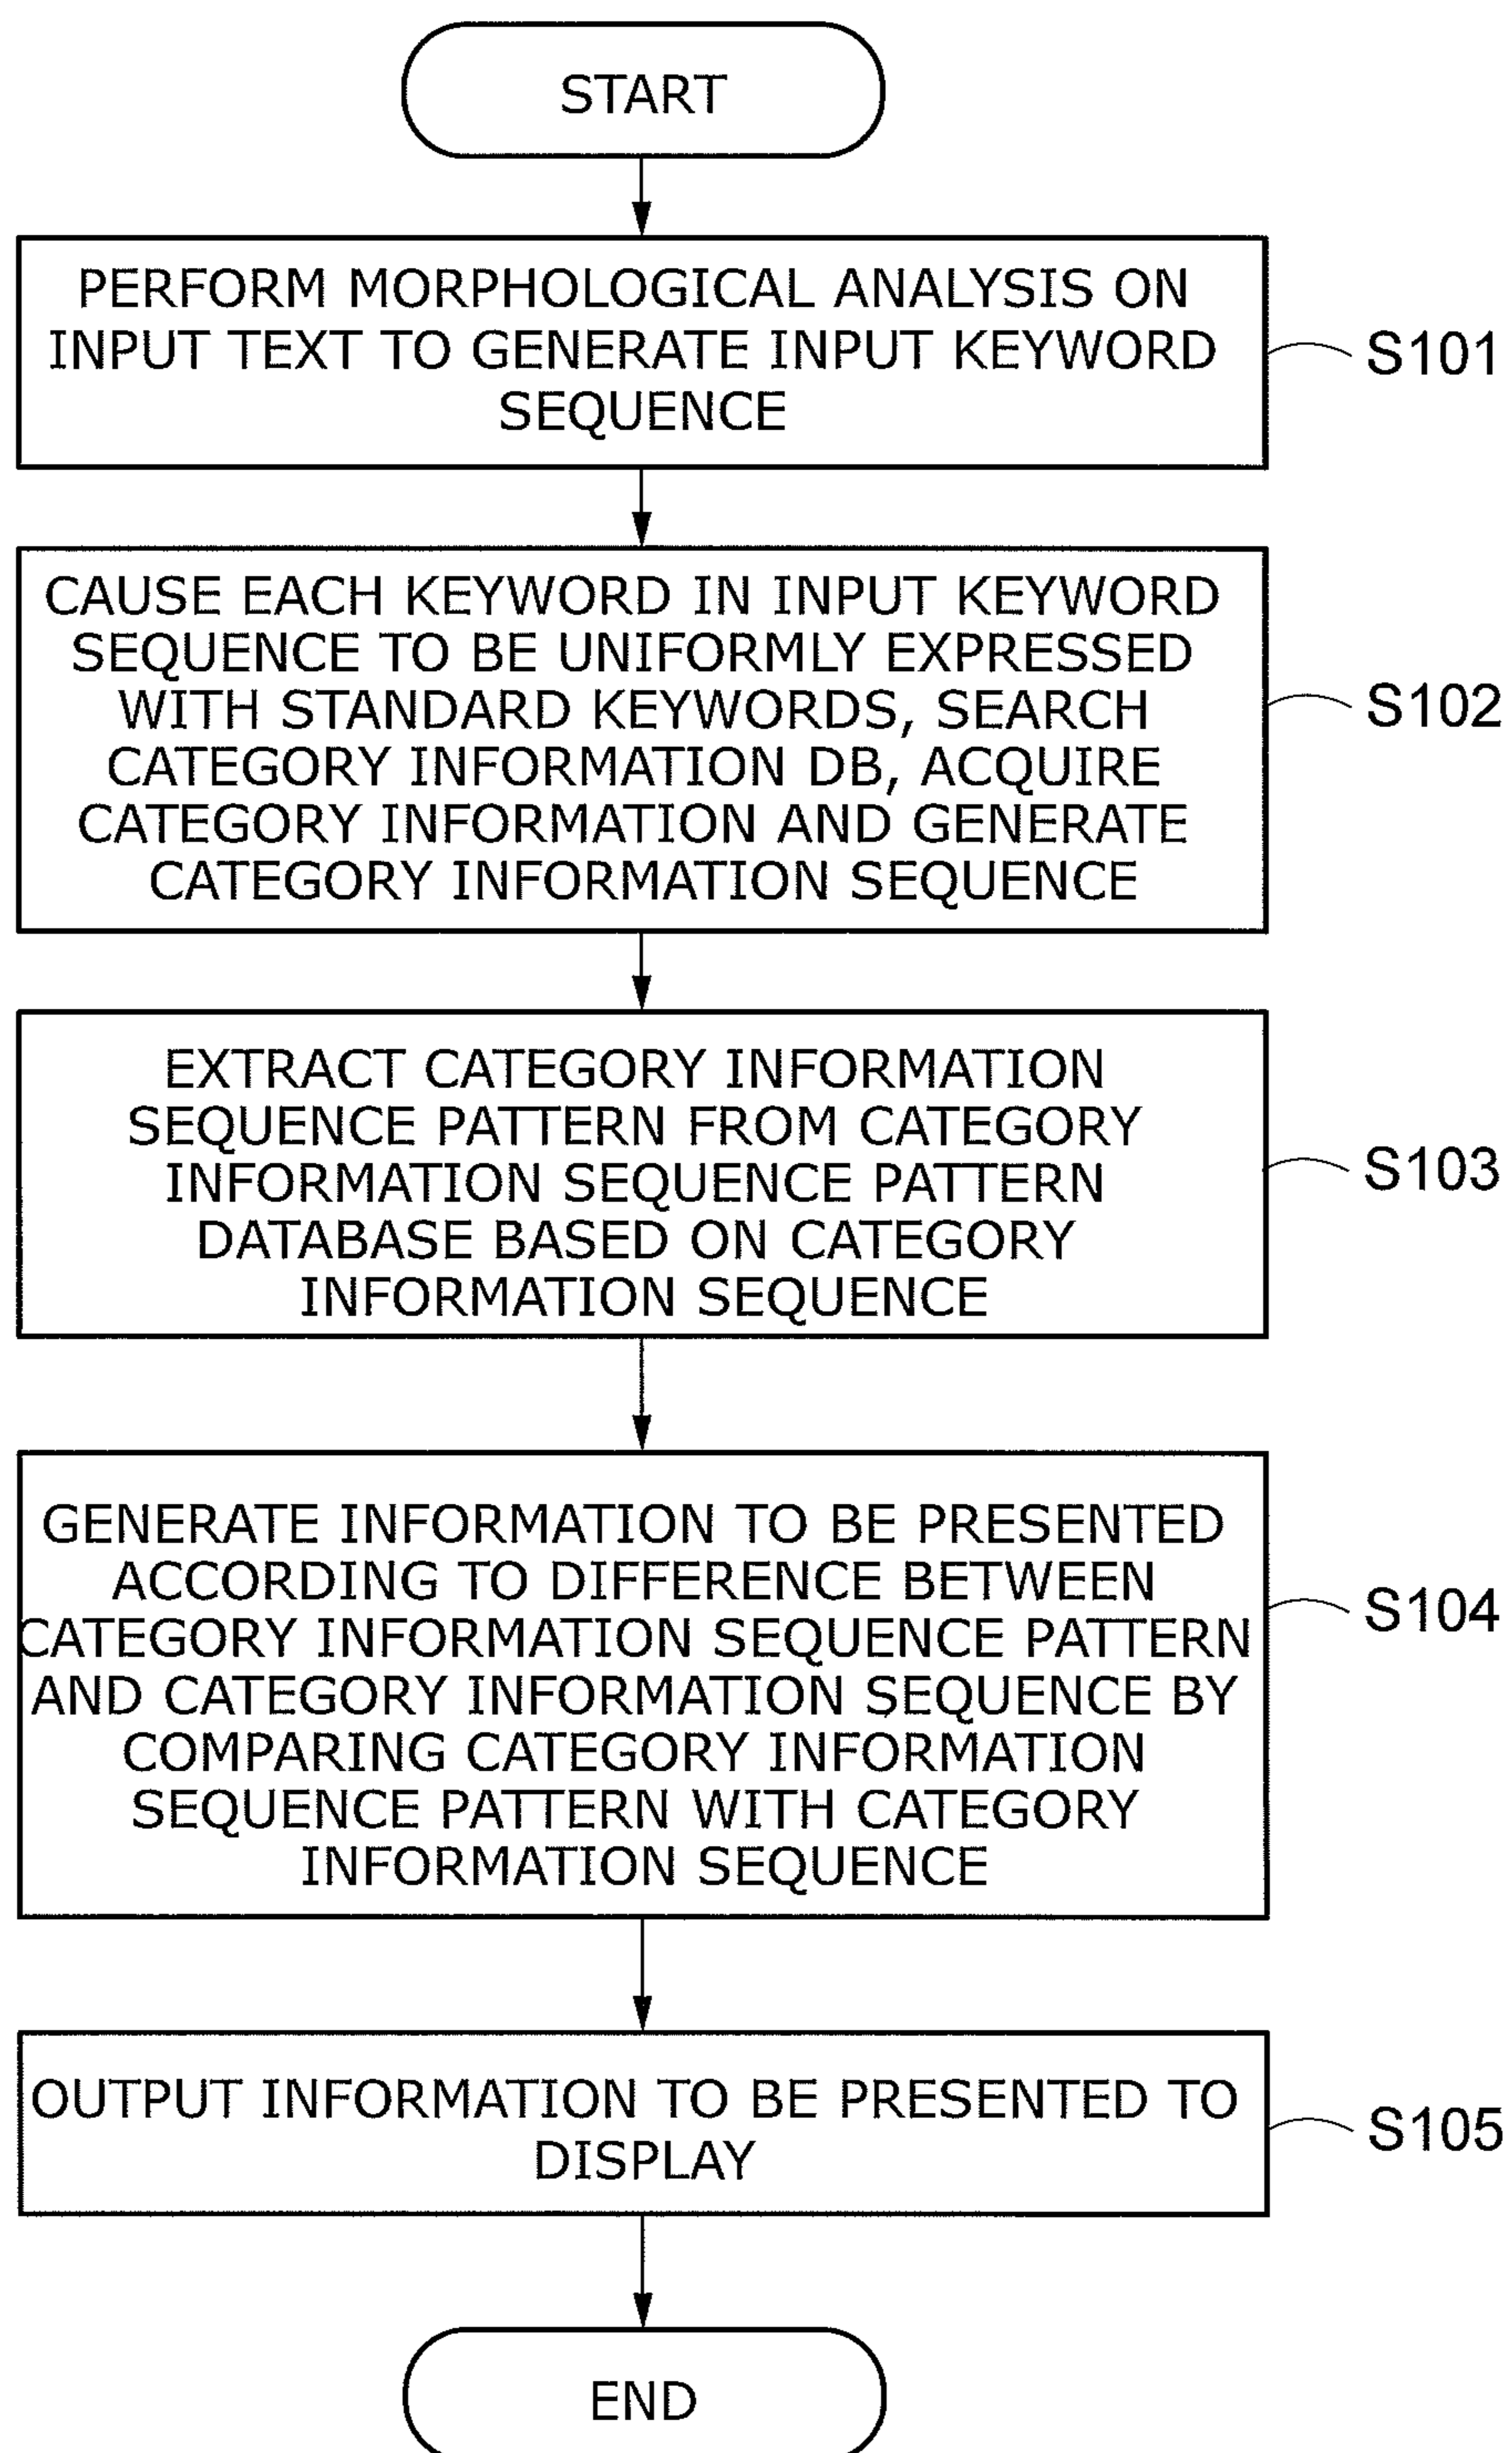 START
PERFORM MORPHOLOGICAL ANALYSIS ON
INPUT TEXT TO GENERATE INPUT KEYWORD
SEQUENCE
S101
CAUSE EACH KEYWORD IN INPUT KEYWORD
SEQUENCE TO BE UNIFORMLY EXPRESSED
WITH STANDARD KEYWORDS, SEARCH
CATEGORY INFORMATION DB, ACQUIRE
CATEGORY INFORMATION AND GENERATE
CATEGORY INFORMATION SEQUENCE
S102
EXTRACT CATEGORY INFORMATION
SEQUENCE PATTERN FROM CATEGORY
INFORMATION SEQUENCE PATTERN
DATABASE BASED ON CATEGORY
INFORMATION SEQUENCE
S103
GENERATE INFORMATION TO BE PRESENTED
ACCORDING TO DIFFERENCE BETWEEN
CATEGORY INFORMATION SEQUENCE PATTERN
AND CATEGORY INFORMATION SEQUENCE BY
COMPARING CATEGORY INFORMATION
SEQUENCE PATTERN WITH CATEGORY
INFORMATION SEQUENCE
S104
OUTPUT INFORMATION TO BE PRESENTED TO
DISPLAY
S105
END